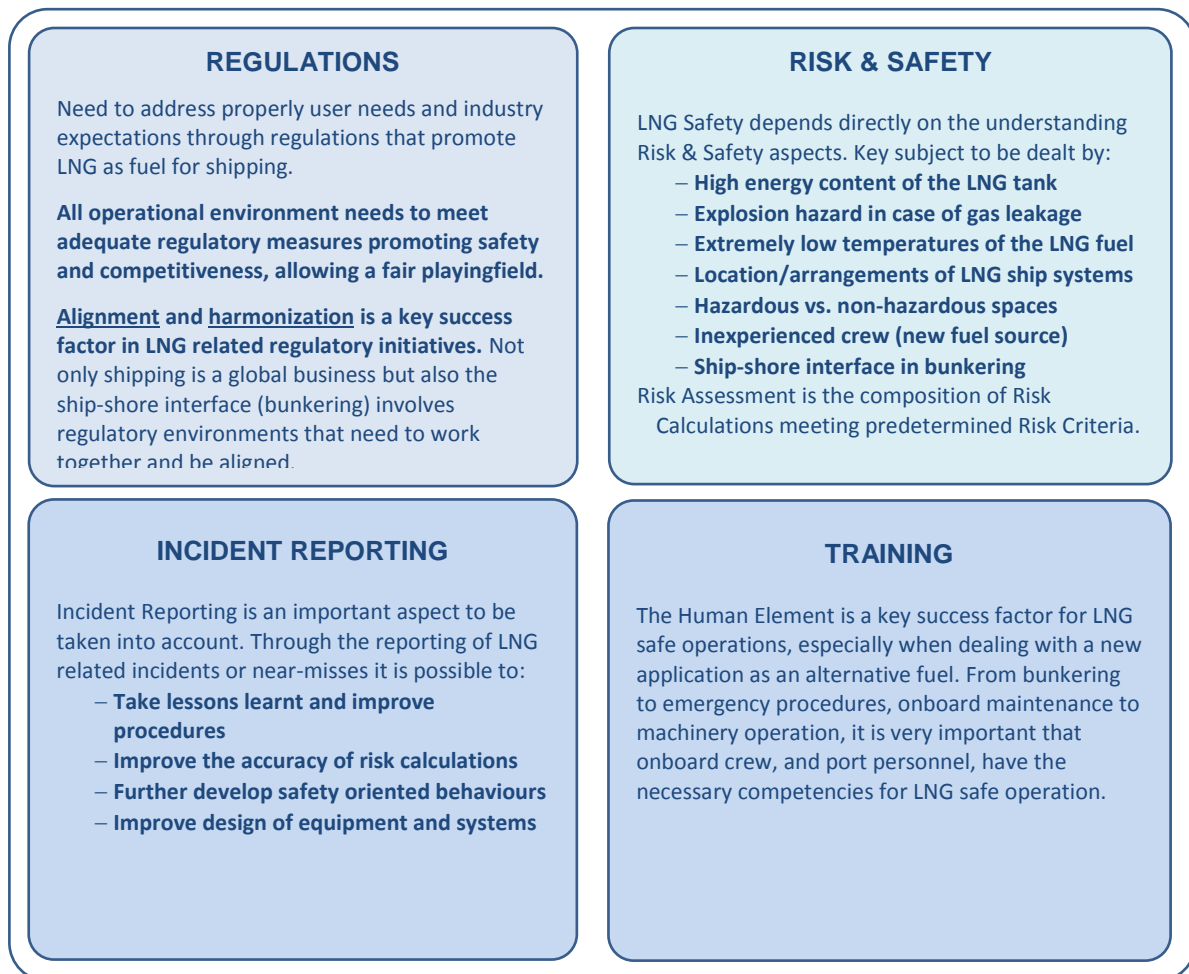 REGULATIONS
Need to address properly user needs and industry
expectations through regulations that promote
LNG as fuel for shipping.
All operational environment needs to meet
adequate regulatory measures promoting safety
and competitiveness, allowing a fair playingfield.
Alignment and harmonization is a key success
factor in LNG related regulatory initiatives. Not
only shipping is a global business but also the
ship-shore interface (bunkering) involves
regulatory environments that need to work
together and be aligned.
RISK & SAFETY
LNG Safety depends directly on the understanding
Risk & Safety aspects. Key subject to be dealt by:
– High energy content of the LNG tank
– Explosion hazard in case of gas leakage
– Extremely low temperatures of the LNG fuel
– Location/arrangements of LNG ship systems
– Hazardous vs. non-hazardous spaces
– Inexperienced crew (new fuel source)
– Ship-shore interface in bunkering
Risk Assessment is the composition of Risk
Calculations meeting predetermined Risk Criteria.
INCIDENT REPORTING
Incident Reporting is an important aspect to be
taken into account. Through the reporting of LNG
related incidents or near-misses it is possible to:
– Take lessons learnt and improve
procedures
– Improve the accuracy of risk calculations
– Further develop safety oriented behaviours
– Improve design of equipment and systems
TRAINING
The Human Element is a key success factor for LNG
safe operations, especially when dealing with a new
application as an alternative fuel. From bunkering
to emergency procedures, onboard maintenance to
machinery operation, it is very important that
onboard crew, and port personnel, have the
necessary competencies for LNG safe operation.